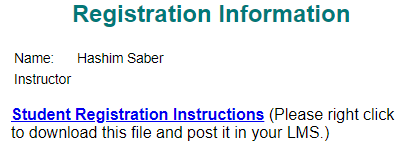 Registration Information
Name: Hashim Saber
Instructor
Student Registration Instructions (Please right click
to download this file and post it in your LMS.)